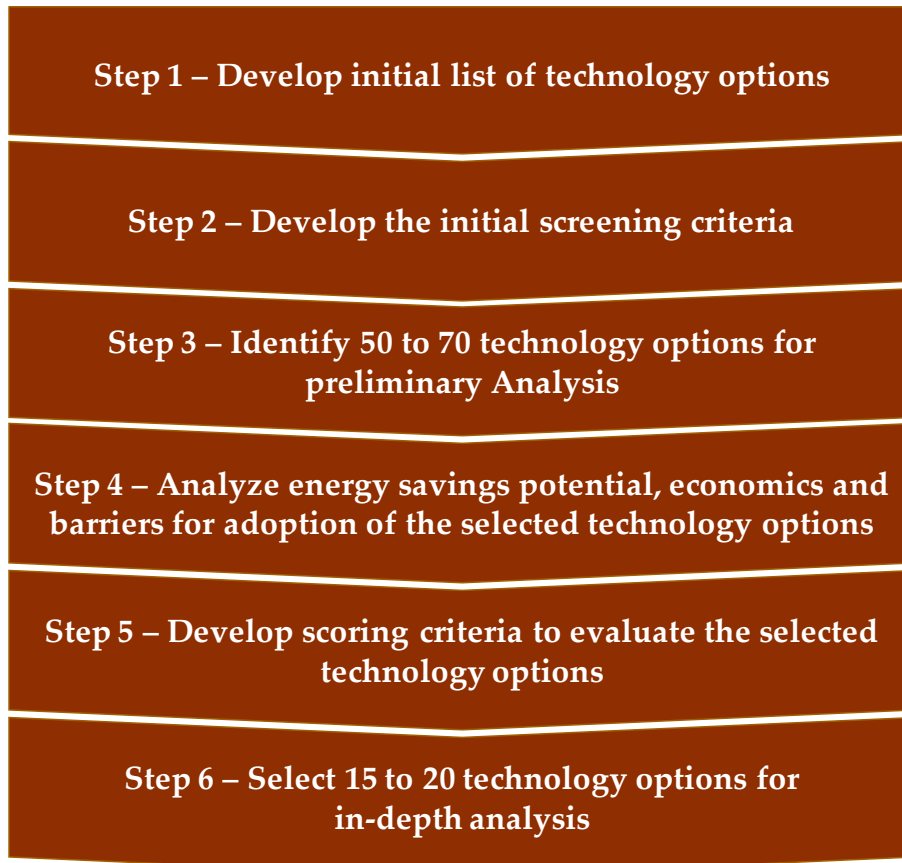 Step 1 – Develop initial list of technology options
Step 2 – Develop the initial screening criteria
Step 3 – Identify 50 to 70 technology options for
preliminary Analysis
Step 4 – Analyze energy savings potential, economics and
barriers for adoption of the selected technology options
Step 5 – Develop scoring criteria to evaluate the selected
technology options
Step 6 – Select 15 to 20 technology options for
in-depth analysis